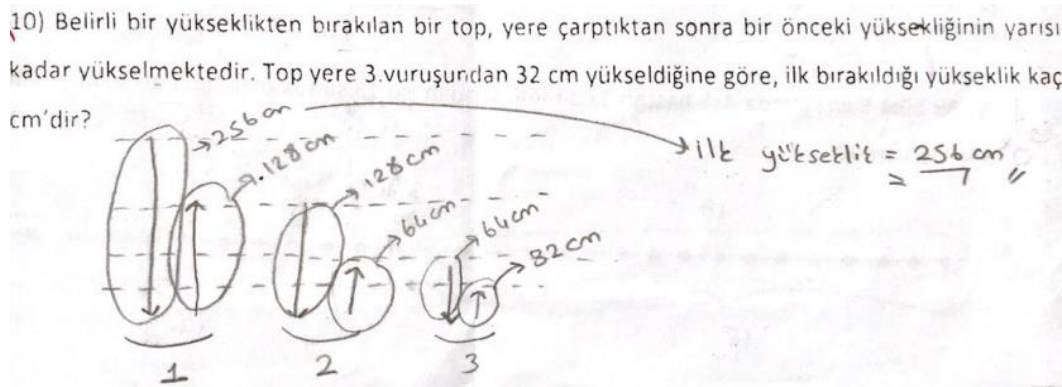 10) Belirli bir yükseklikten bırakılan bir top, yere çarptıktan sonra bir önceki yüksekliğinin yarısı
kadar yükselmektedir. Top yere 3.vuruşundan 32 cm yükseldiğine göre, ilk bırakıldığı yükseklik kaç
cm'dir?
256 cm
128 cm
128 cm
64 cm
64 cm
32 cm
ilk yükseklik = 256 cm
1
2
3